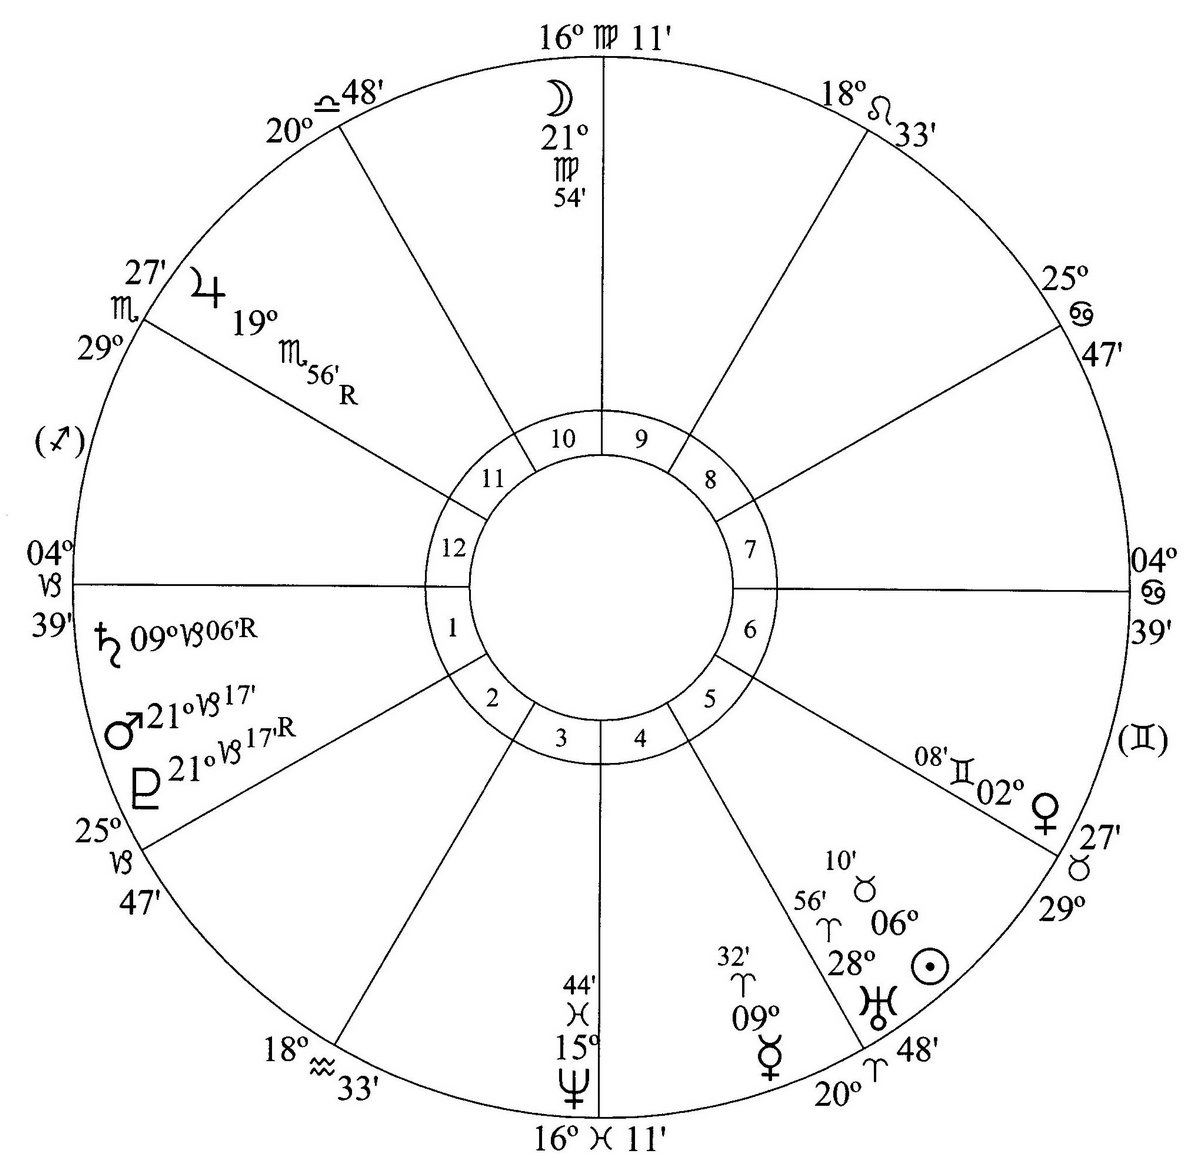 16º ♍ 11'
18º ♌ 33'
25º ♋ 47'
04º ♋ 39'
(♊)
27' ♉ 29º
20º ♈ 48'
16º ♓ 11'
18º ♒ 33'
25º ♑ 47'
04º ♑ 39'
(♐)
27' ♏ 29º
20º ♎ 48'
☽
21º
♍
54'
♃ 19º ♏ 56' R
♄ 09º♑06'R
♂ 21º♑17'
♇ 21º♑17'R
44'
♓
15º
♆
32'
♈
09º
☿
56'
♈
28º
♅
10'
♉
06º
☉
08' ♊ 02º ♀
10
9
11
8
12
7
1
6
2
5
3
4